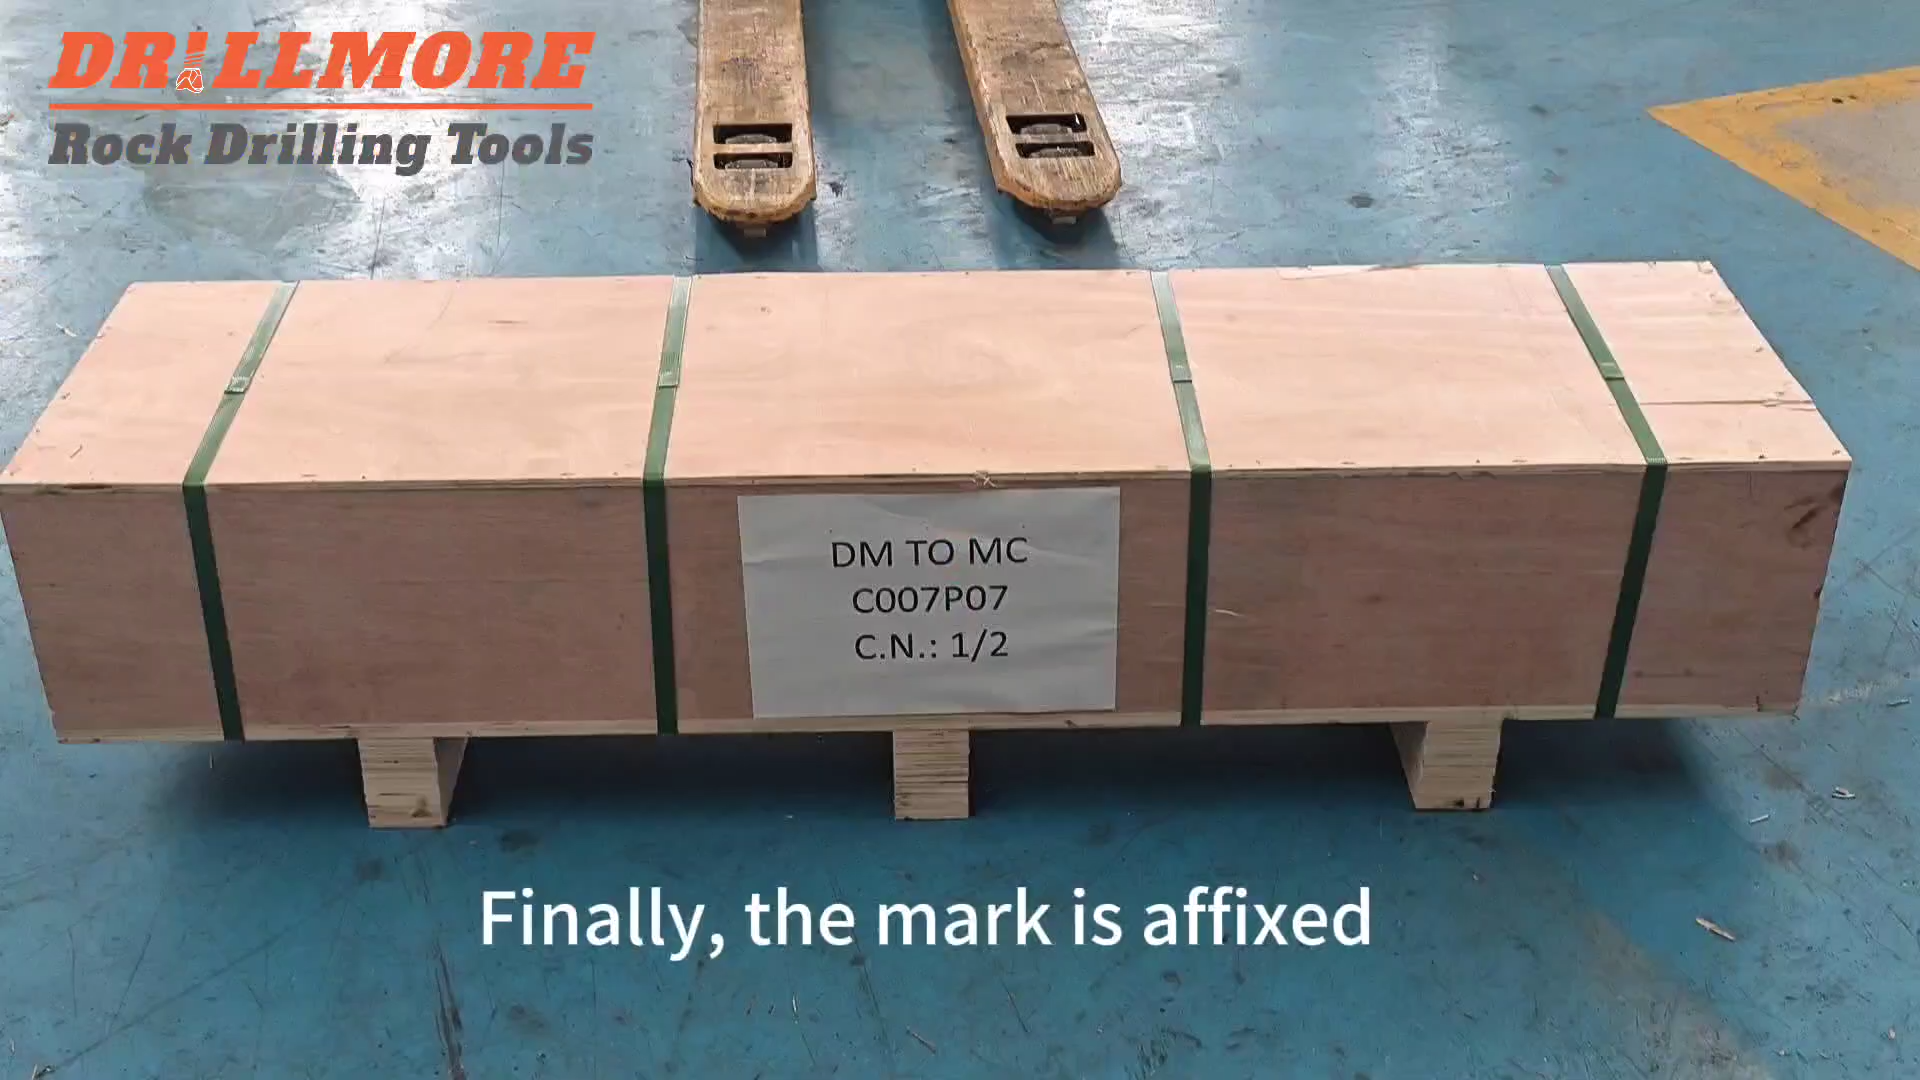 DRILLMORE
Rock Drilling Tools
DM TO MC
C007P07
C.N.: 1/2
Finally, the mark is affixed